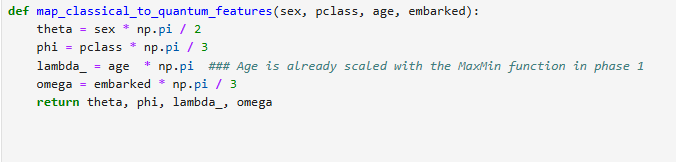 def map_classical_to_quantum_features(sex, pclass, age, embarked):
    theta = sex * np.pi / 2
    phi = pclass * np.pi / 3
    lambda_ = age  * np.pi  ### Age is already scaled with the MaxMin function in phase 1
    omega = embarked * np.pi / 3
    return theta, phi, lambda_, omega